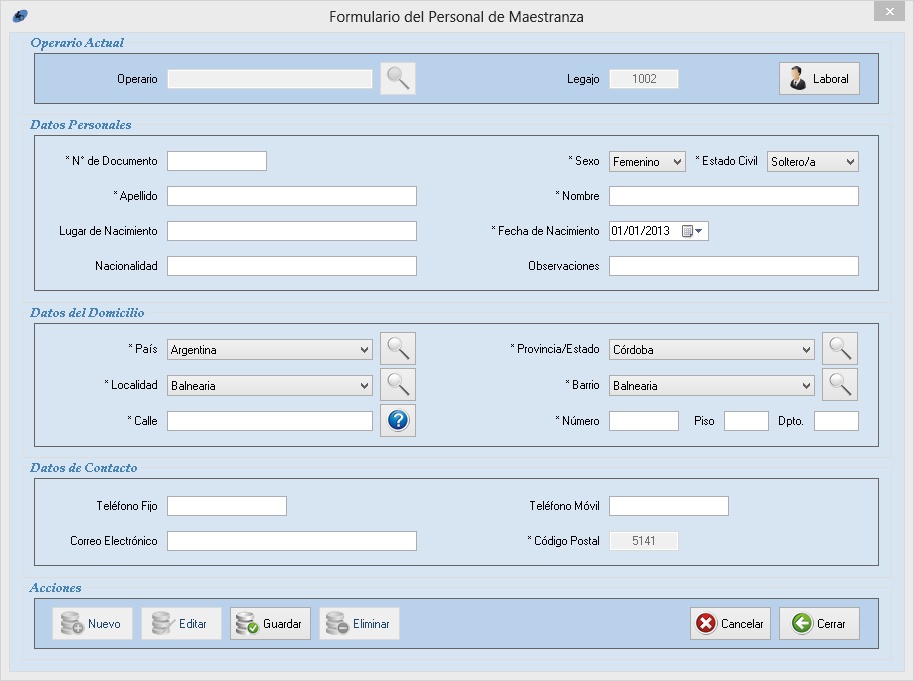 Formulario del Personal de Maestranza
Operario Actual
Operario Legajo 1002 Laboral
Datos Personales
* N° de Documento * Sexo Femenino * Estado Civil Soltero/a
* Apellido * Nombre
Lugar de Nacimiento * Fecha de Nacimiento 01/01/2013
Nacionalidad Observaciones
Datos del Domicilio
* País Argentina * Provincia/Estado Córdoba
* Localidad Balnearia * Barrio Balnearia
* Calle ? * Número Piso Dpto.
Datos de Contacto
Teléfono Fijo Teléfono Móvil
Correo Electrónico * Código Postal 5141
Acciones
Nuevo Editar Guardar Eliminar Cancelar Cerrar